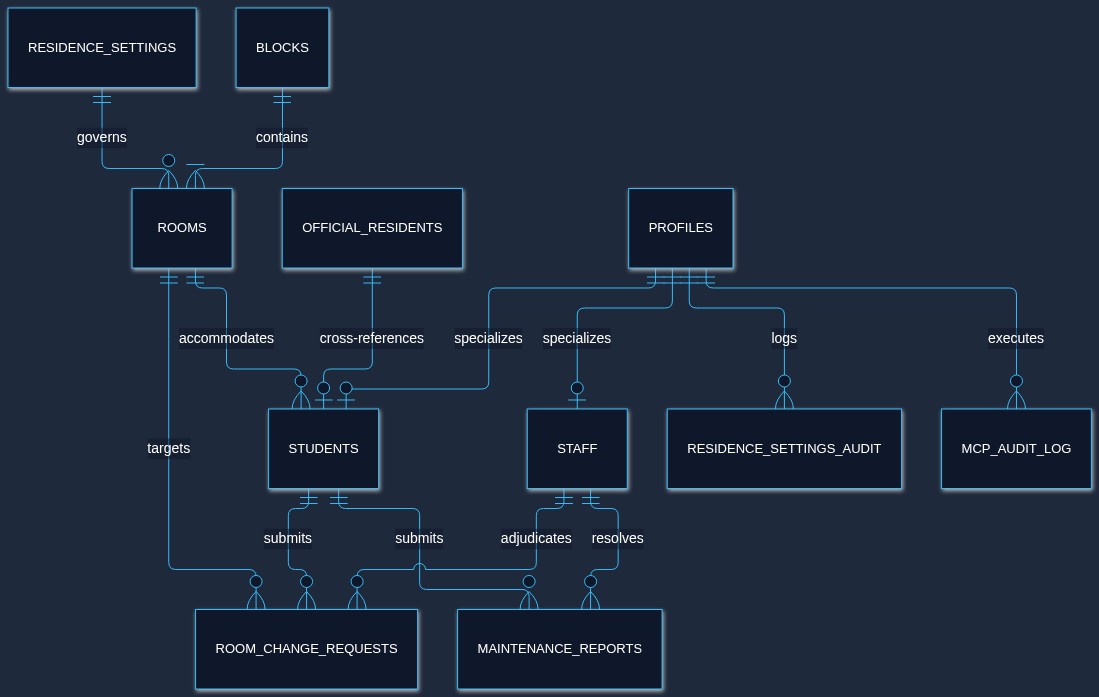 RESIDENCE_SETTINGS
BLOCKS
governs
contains
ROOMS
OFFICIAL_RESIDENTS
PROFILES
accommodates
cross-references
specializes
specializes
logs
executes
targets
STUDENTS
STAFF
RESIDENCE_SETTINGS_AUDIT
MCP_AUDIT_LOG
submits
submits
adjudicates
resolves
ROOM_CHANGE_REQUESTS
MAINTENANCE_REPORTS